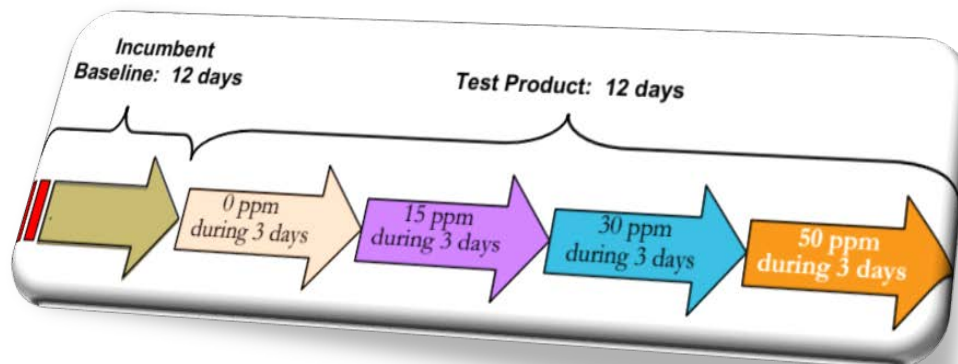 Incumbent
Baseline: 12 days
Test Product: 12 days
0 ppm
during 3 days
15 ppm
during 3 days
30 ppm
during 3 days
50 ppm
during 3 days